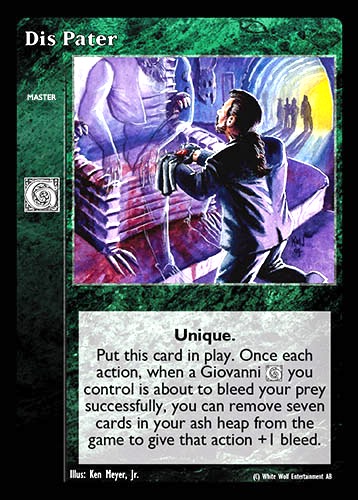 Dis Pater
MASTER
Unique.
Put this card in play. Once each
action, when a Giovanni you
control is about to bleed your prey
successfully, you can remove seven
cards in your ash heap from the
game to give that action +1 bleed.
Illus: Ken Meyer, Jr.
(C) White Wolf Entertainment AB